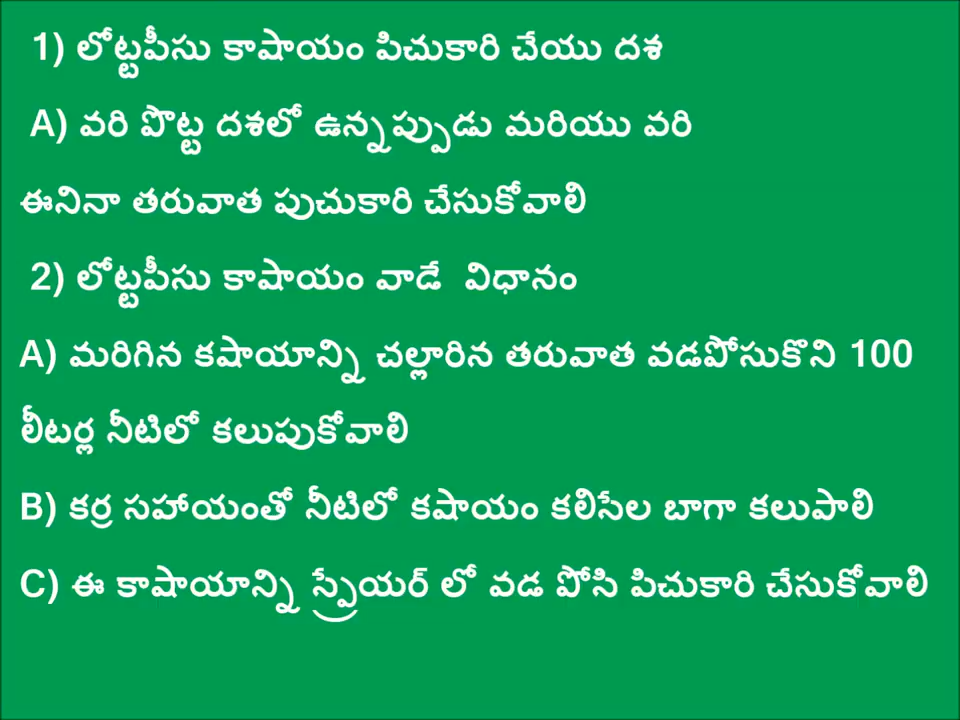 1) లోట్టపీసు కాషాయం పిచుకారి చేయు దశ
A) వరి పొట్ట దశలో ఉన్నప్పుడు మరియు వరి
ఈనినా తరువాత పుచుకారి చేసుకోవాలి
2) లోట్టపీసు కాషాయం వాడే విధానం
A) మరిగిన కషాయాన్ని చల్లారిన తరువాత వడపోసుకొని 100
లీటర్ల నీటిలో కలుపుకోవాలి
B) కర్ర సహాయంతో నీటిలో కషాయం కలిసేల బాగా కలుపాలి
C) ఈ కాషాయాన్ని స్ప్రేయర్ లో వడ పోసి పిచుకారి చేసుకోవాలి